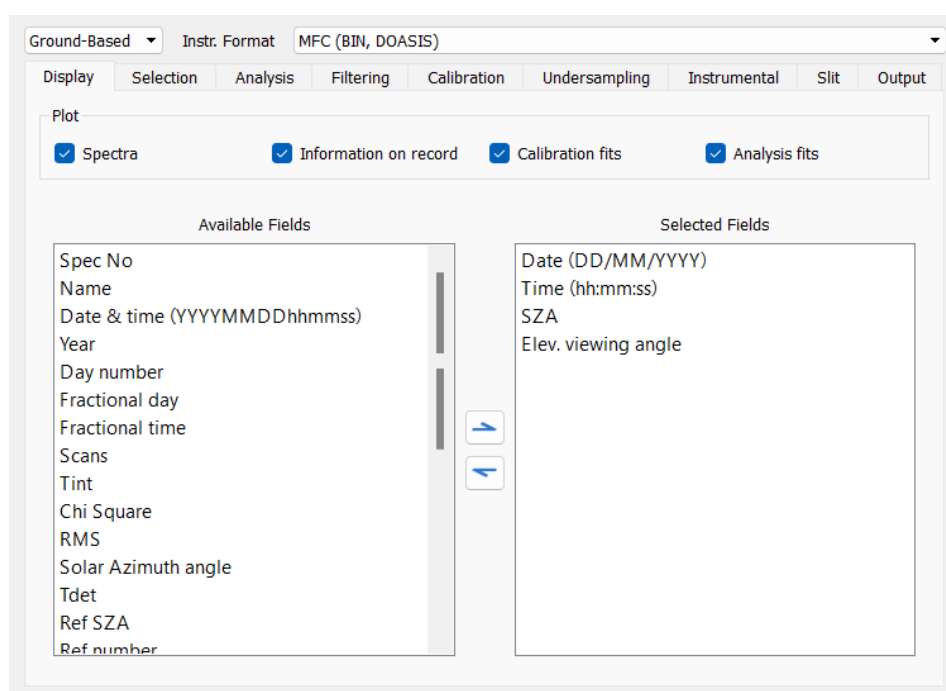 Ground-Based Instr. Format MFC (BIN, DOASIS)
Display Selection Analysis Filtering Calibration Undersampling Instrumental Slit Output
Plot
Spectra Information on record Calibration fits Analysis fits
Available Fields
Spec No
Name
Date & time (YYYYMMDDhhmmss)
Year
Day number
Fractional day
Fractional time
Scans
Tint
Chi Square
RMS
Solar Azimuth angle
Tdet
Ref SZA
Ref number
Selected Fields
Date (DD/MM/YYYY)
Time (hh:mm:ss)
SZA
Elev. viewing angle